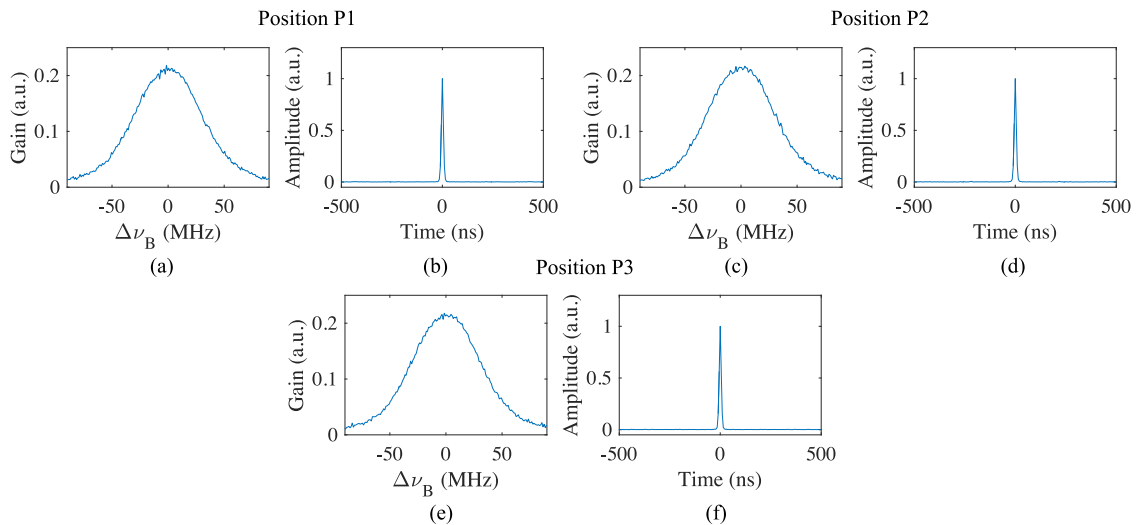 Position P1
Position P2
Gain (a.u.)
0.2
0.1
0
-50 0 50
Δν_B (MHz)
(a)
Amplitude (a.u.)
1
0.5
0
-500 0 500
Time (ns)
(b)
Gain (a.u.)
0.2
0.1
0
-50 0 50
Δν_B (MHz)
(c)
Amplitude (a.u.)
1
0.5
0
-500 0 500
Time (ns)
(d)
Position P3
Gain (a.u.)
0.2
0.1
0
-50 0 50
Δν_B (MHz)
(e)
Amplitude (a.u.)
1
0.5
0
-500 0 500
Time (ns)
(f)